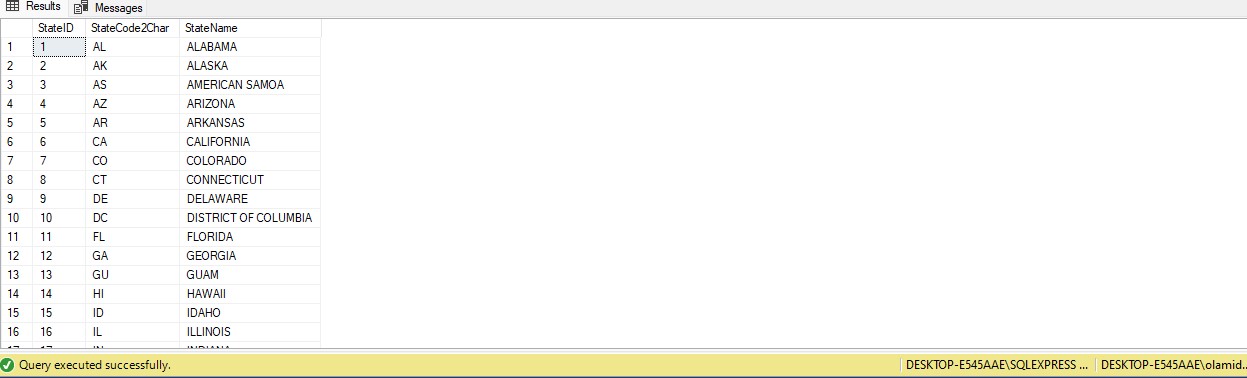 Results Messages
StateID StateCode2Char StateName
1 1 AL ALABAMA
2 2 AK ALASKA
3 3 AS AMERICAN SAMOA
4 4 AZ ARIZONA
5 5 AR ARKANSAS
6 6 CA CALIFORNIA
7 7 CO COLORADO
8 8 CT CONNECTICUT
9 9 DE DELAWARE
10 10 DC DISTRICT OF COLUMBIA
11 11 FL FLORIDA
12 12 GA GEORGIA
13 13 GU GUAM
14 14 HI HAWAII
15 15 ID IDAHO
16 16 IL ILLINOIS
Query executed successfully. DESKTOP-E545AAE\SQLEXPRESS ... DESKTOP-E545AAE\olamid...